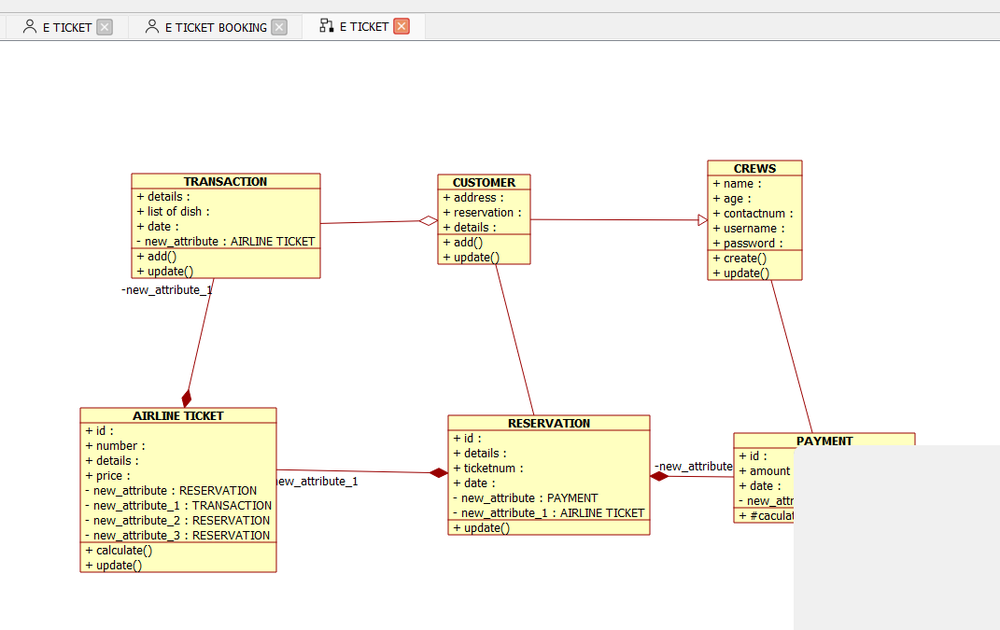 E TICKET
E TICKET BOOKING
E TICKET
TRANSACTION
+ details :
+ list of dish :
+ date :
- new_attribute : AIRLINE TICKET
+ add()
+ update()
-new_attribute_1
CUSTOMER
+ address :
+ reservation :
+ details :
+ add()
+ update()
CREWS
+ name :
+ age :
+ contactnum :
+ username :
+ password :
+ create()
+ update()
AIRLINE TICKET
+ id :
+ number :
+ details :
+ price :
- new_attribute : RESERVATION
- new_attribute_1 : TRANSACTION
- new_attribute_2 : RESERVATION
- new_attribute_3 : RESERVATION
+ calculate()
+ update()
new_attribute_1
RESERVATION
+ id :
+ details :
+ ticketnum :
+ date :
- new_attribute : PAYMENT
- new_attribute_1 : AIRLINE TICKET
+ update()
-new_attribute
PAYMENT
+ id :
+ amount
+ date :
- new_attr
+ #caculat